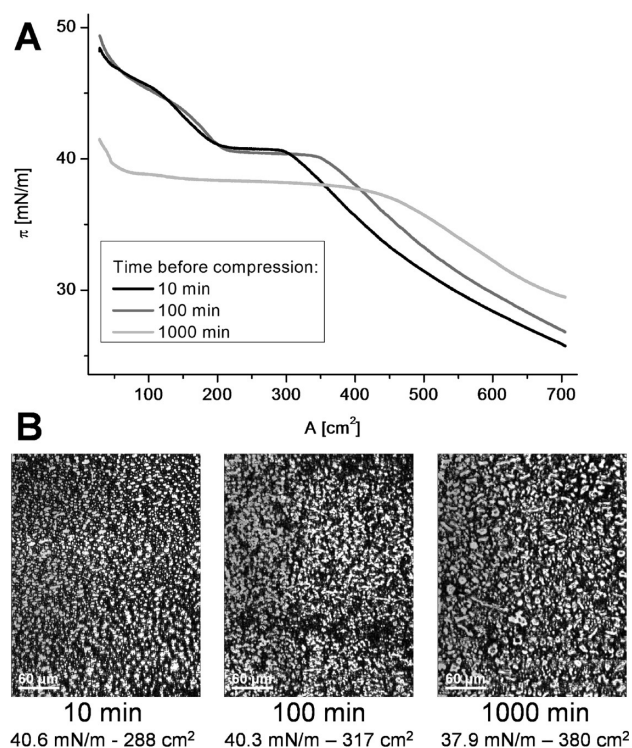 A
50
40
30
π [mN/m]
Time before compression:
10 min
100 min
1000 min
100 200 300 400 500 600 700
A [cm²]
B
60 µm 60 µm 60 µm
10 min 100 min 1000 min
40.6 mN/m - 288 cm² 40.3 mN/m – 317 cm² 37.9 mN/m – 380 cm²